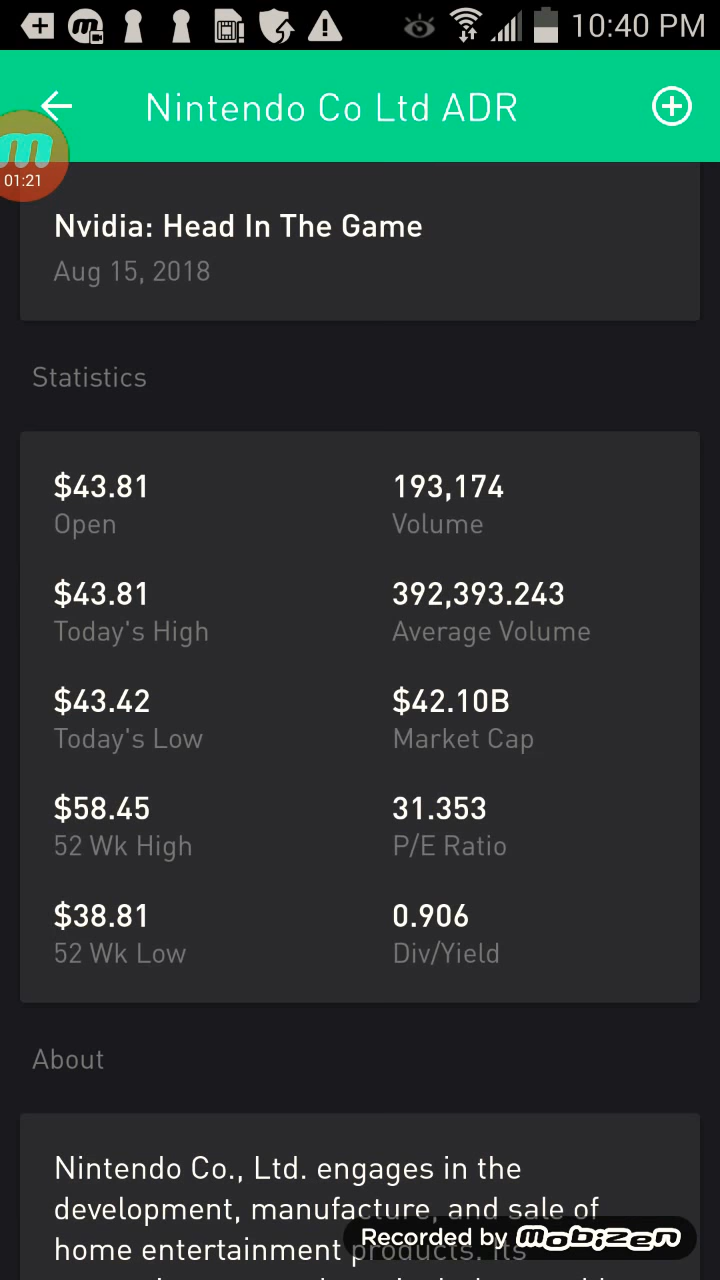 10:40 PM
Nintendo Co Ltd ADR
m
01:21
Nvidia: Head In The Game
Aug 15, 2018
Statistics
$43.81 193,174
Open Volume
$43.81 392,393.243
Today's High Average Volume
$43.42 $42.10B
Today's Low Market Cap
$58.45 31.353
52 Wk High P/E Ratio
$38.81 0.906
52 Wk Low Div/Yield
About
Nintendo Co., Ltd. engages in the
development, manufacture, and sale of
home entertainment products. Its
Recorded by mobizen